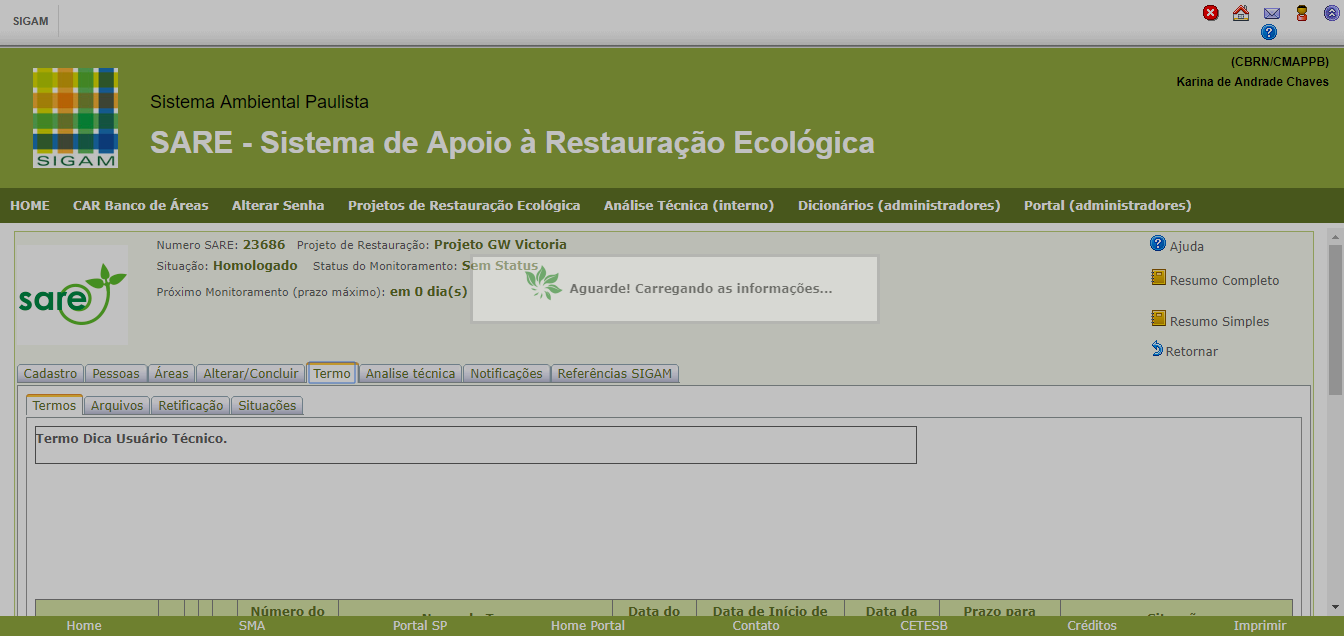 SIGAM
(CBRN/CMAPPB)
Karina de Andrade Chaves
SIGAM
Sistema Ambiental Paulista
SARE - Sistema de Apoio à Restauração Ecológica
HOME CAR Banco de Áreas Alterar Senha Projetos de Restauração Ecológica Análise Técnica (interno) Dicionários (administradores) Portal (administradores)
sare
Numero SARE: 23686 Projeto de Restauração: Projeto GW Victoria
Situação: Homologado Status do Monitoramento: Sem Status
Próximo Monitoramento (prazo máximo): em 0 dia(s)
Aguarde! Carregando as informações...
Ajuda
Resumo Completo
Resumo Simples
Retornar
Cadastro Pessoas Áreas Alterar/Concluir Termo Analise técnica Notificações Referências SIGAM
Termos Arquivos Retificação Situações
Termo Dica Usuário Técnico.
Número do Data do Data de Início de Data da Prazo para
Home SMA Portal SP Home Portal Contato CETESB Créditos Imprimir